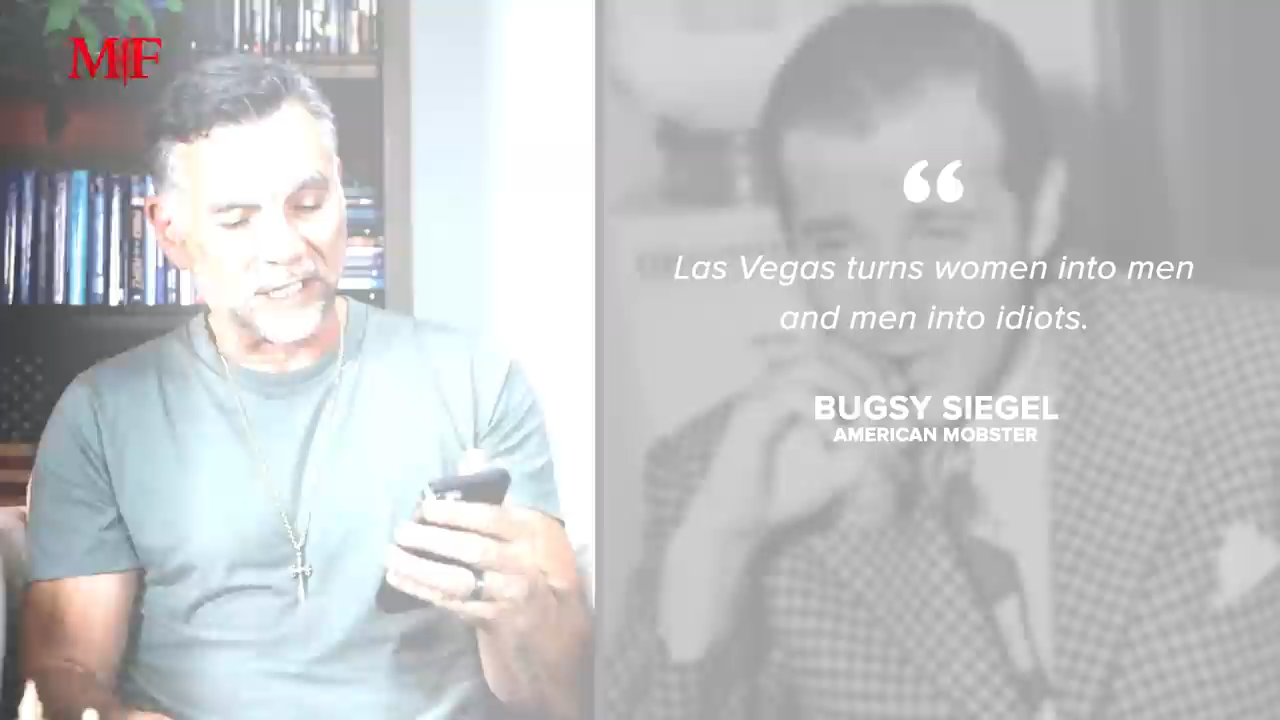 MF
“
Las Vegas turns women into men
and men into idiots.
BUGSY SIEGEL
AMERICAN MOBSTER